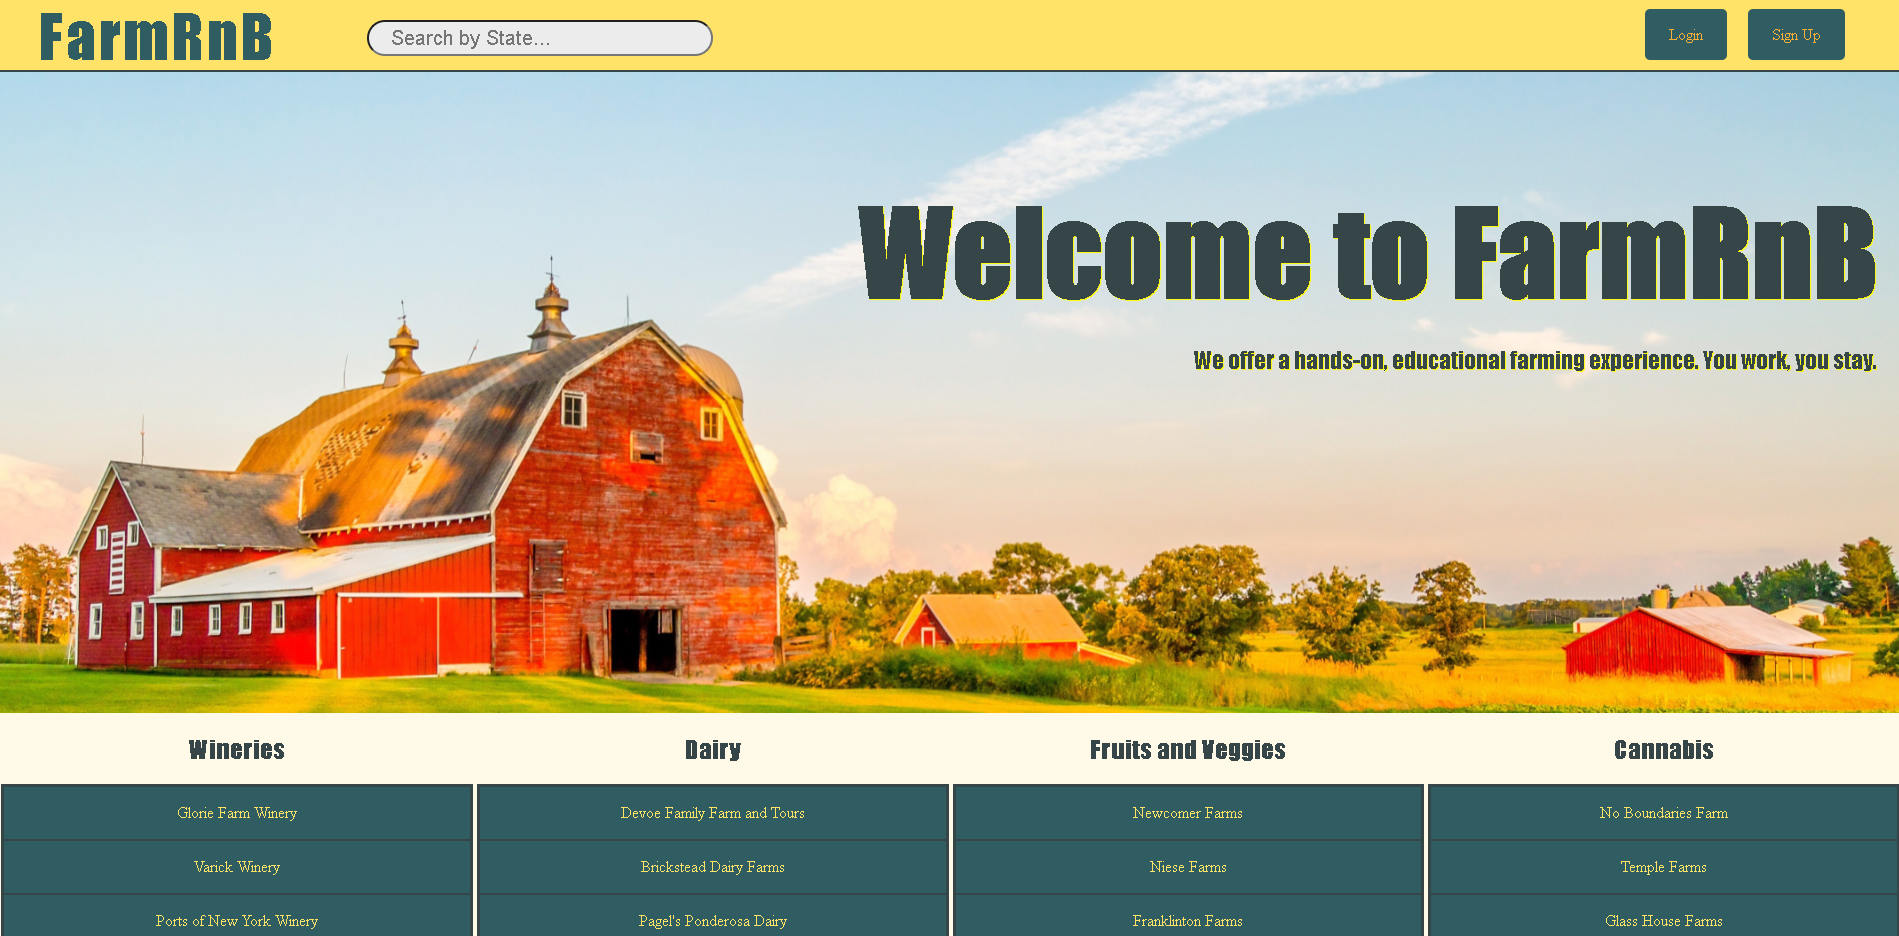 FarmRnB
Search by State...
Login
Sign Up
Welcome to FarmRnB
We offer a hands-on, educational farming experience. You work, you stay.
Wineries
Dairy
Fruits and Veggies
Cannabis
Glorie Farm Winery
Devoe Family Farm and Tours
Newcomer Farms
No Boundaries Farm
Varick Winery
Brickstead Dairy Farms
Niese Farms
Temple Farms
Ports of New York Winery
Pagel's Ponderosa Dairy
Franklinton Farms
Glass House Farms